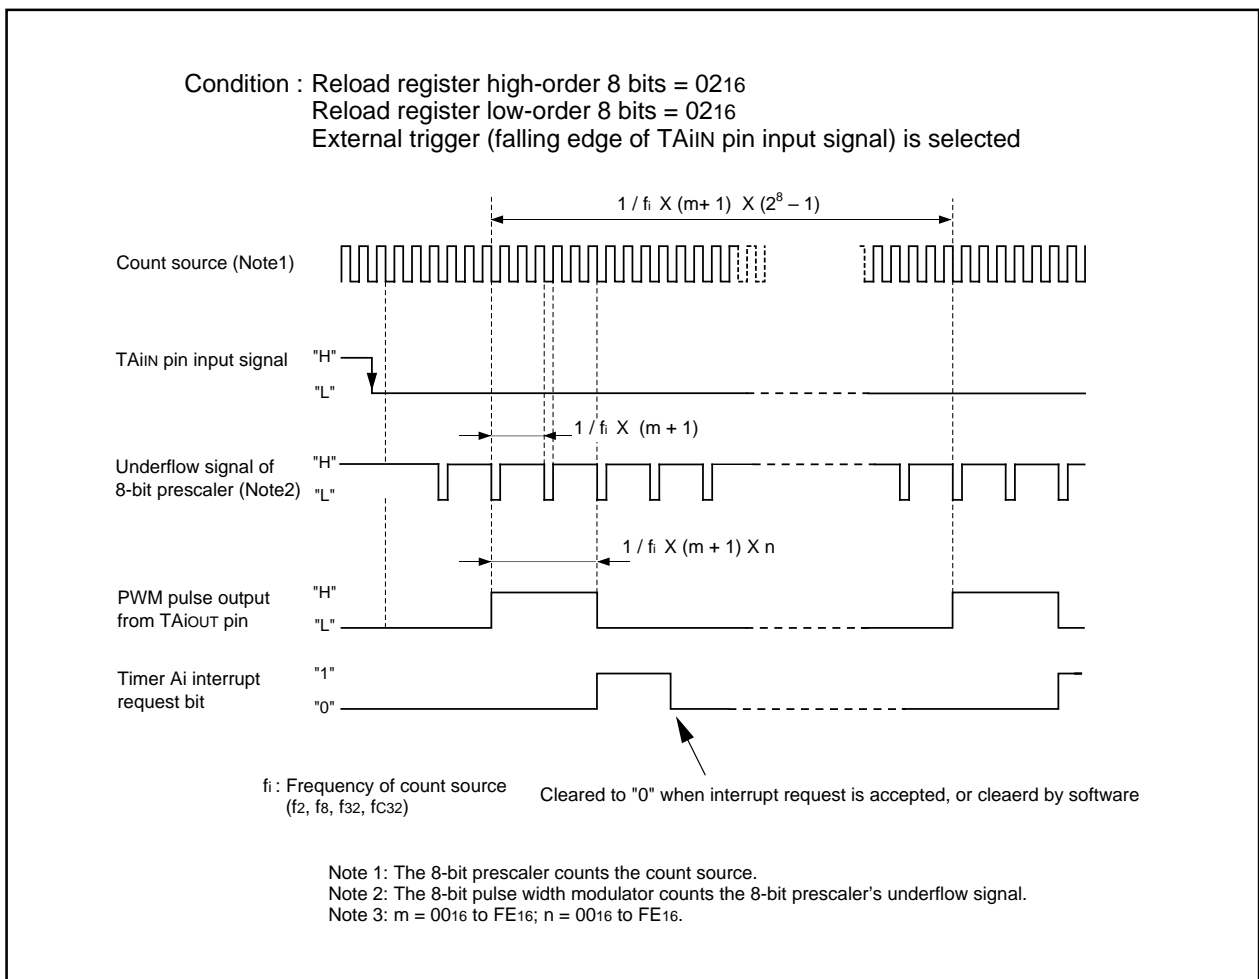 Condition : Reload register high-order 8 bits = 0216
Reload register low-order 8 bits = 0216
External trigger (falling edge of TAiIN pin input signal) is selected
1 / fi X (m+ 1) X (2⁸ – 1)
Count source (Note1)
TAiIN pin input signal
"H"
"L"
1 / fi X (m + 1)
Underflow signal of
8-bit prescaler (Note2)
"H"
"L"
1 / fi X (m + 1) X n
PWM pulse output
from TAiOUT pin
"H"
"L"
Timer Ai interrupt
request bit
"1"
"0"
fi : Frequency of count source
(f2, f8, f32, fC32)
Cleared to "0" when interrupt request is accepted, or cleaerd by software
Note 1: The 8-bit prescaler counts the count source.
Note 2: The 8-bit pulse width modulator counts the 8-bit prescaler’s underflow signal.
Note 3: m = 0016 to FE16; n = 0016 to FE16.